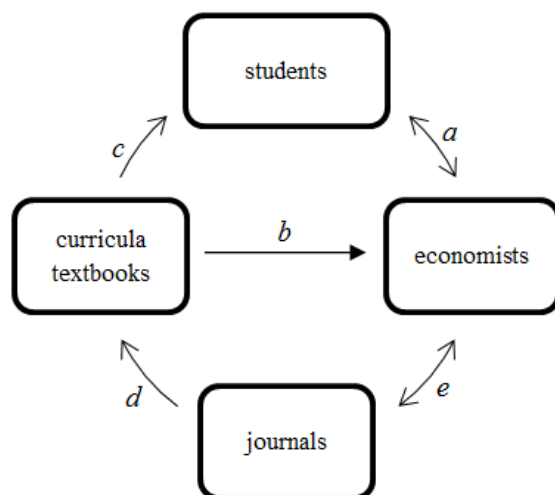 students
c
a
curricula
textbooks
b
economists
d
e
journals